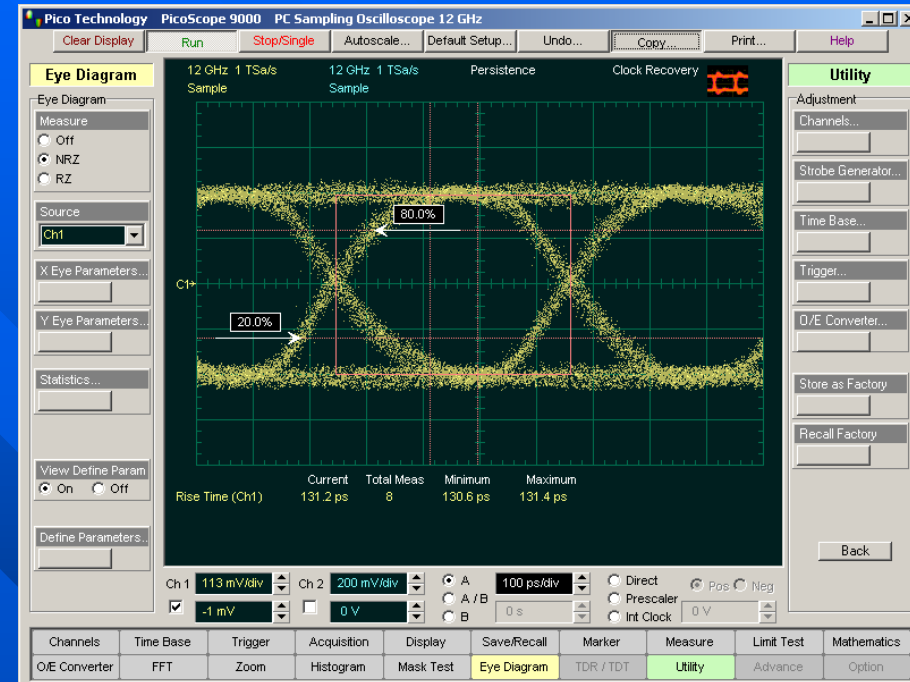 Pico Technology PicoScope 9000 PC Sampling Oscilloscope 12 GHz
Clear Display Run Stop/Single Autoscale... Default Setup... Undo... Copy... Print... Help
Eye Diagram
Eye Diagram
Measure
Off
NRZ
RZ
Source
Ch1
X Eye Parameters...
Y Eye Parameters...
Statistics...
View Define Param
On Off
Define Parameters...
12 GHz 1 TSa/s 12 GHz 1 TSa/s Persistence Clock Recovery
Sample Sample
80.0%
C1
20.0%
Current Total Meas Minimum Maximum
Rise Time (Ch1) 131.2 ps 8 130.6 ps 131.4 ps
Utility
Adjustment
Channels...
Strobe Generator...
Time Base...
Trigger...
O/E Converter...
Store as Factory
Recall Factory
Back
Ch 1 113 mV/div Ch 2 200 mV/div A 100 ps/div Direct Pos Neg
A / B Prescaler
-1 mV 0 V B 0 s Int Clock 0 V
Channels Time Base Trigger Acquisition Display Save/Recall Marker Measure Limit Test Mathematics
O/E Converter FFT Zoom Histogram Mask Test Eye Diagram TDR / TDT Utility Advance Option